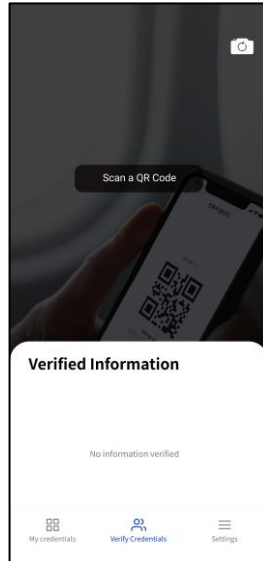 Scan a QR Code
Verified Information
No information verified
My credentials
Verify Credentials
Settings